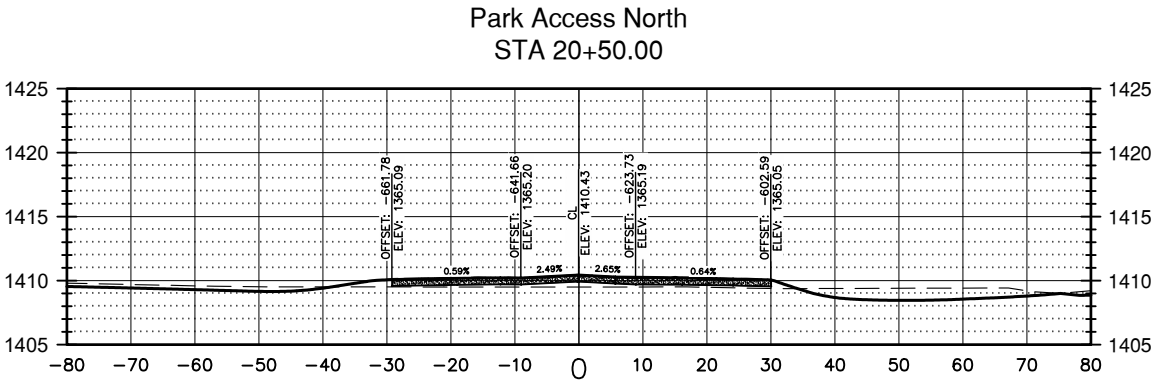 Park Access North
STA 20+50.00
1425 1425
1420 1420
1415 1415
1410 1410
1405 1405
OFFSET: -661.78
ELEV: 1365.09
OFFSET: -641.66
ELEV: 1365.20
CL
ELEV: 1410.43
OFFSET: -623.73
ELEV: 1365.19
OFFSET: -602.59
ELEV: 1365.05
0.59% 2.49% 2.65% 0.64%
-80 -70 -60 -50 -40 -30 -20 -10 0 10 20 30 40 50 60 70 80